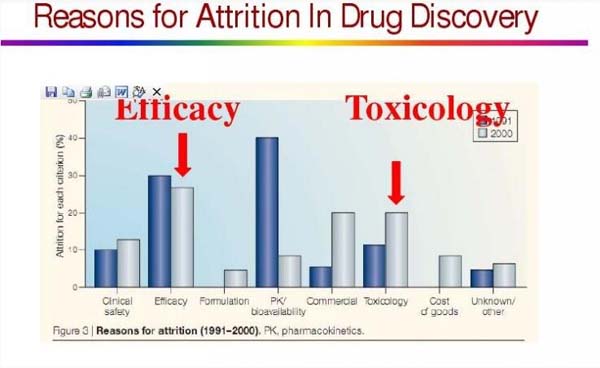 Reasons for Attrition In Drug Discovery
Efficacy
Toxicology
1991
2000
50
40
30
20
10
0
Attrition for each criterion (%)
Clinical safety
Efficacy
Formulation
PK/ bioavailability
Commercial
Toxicology
Cost of goods
Unknown/ other
Figure 3 | Reasons for attrition (1991–2000). PK, pharmacokinetics.